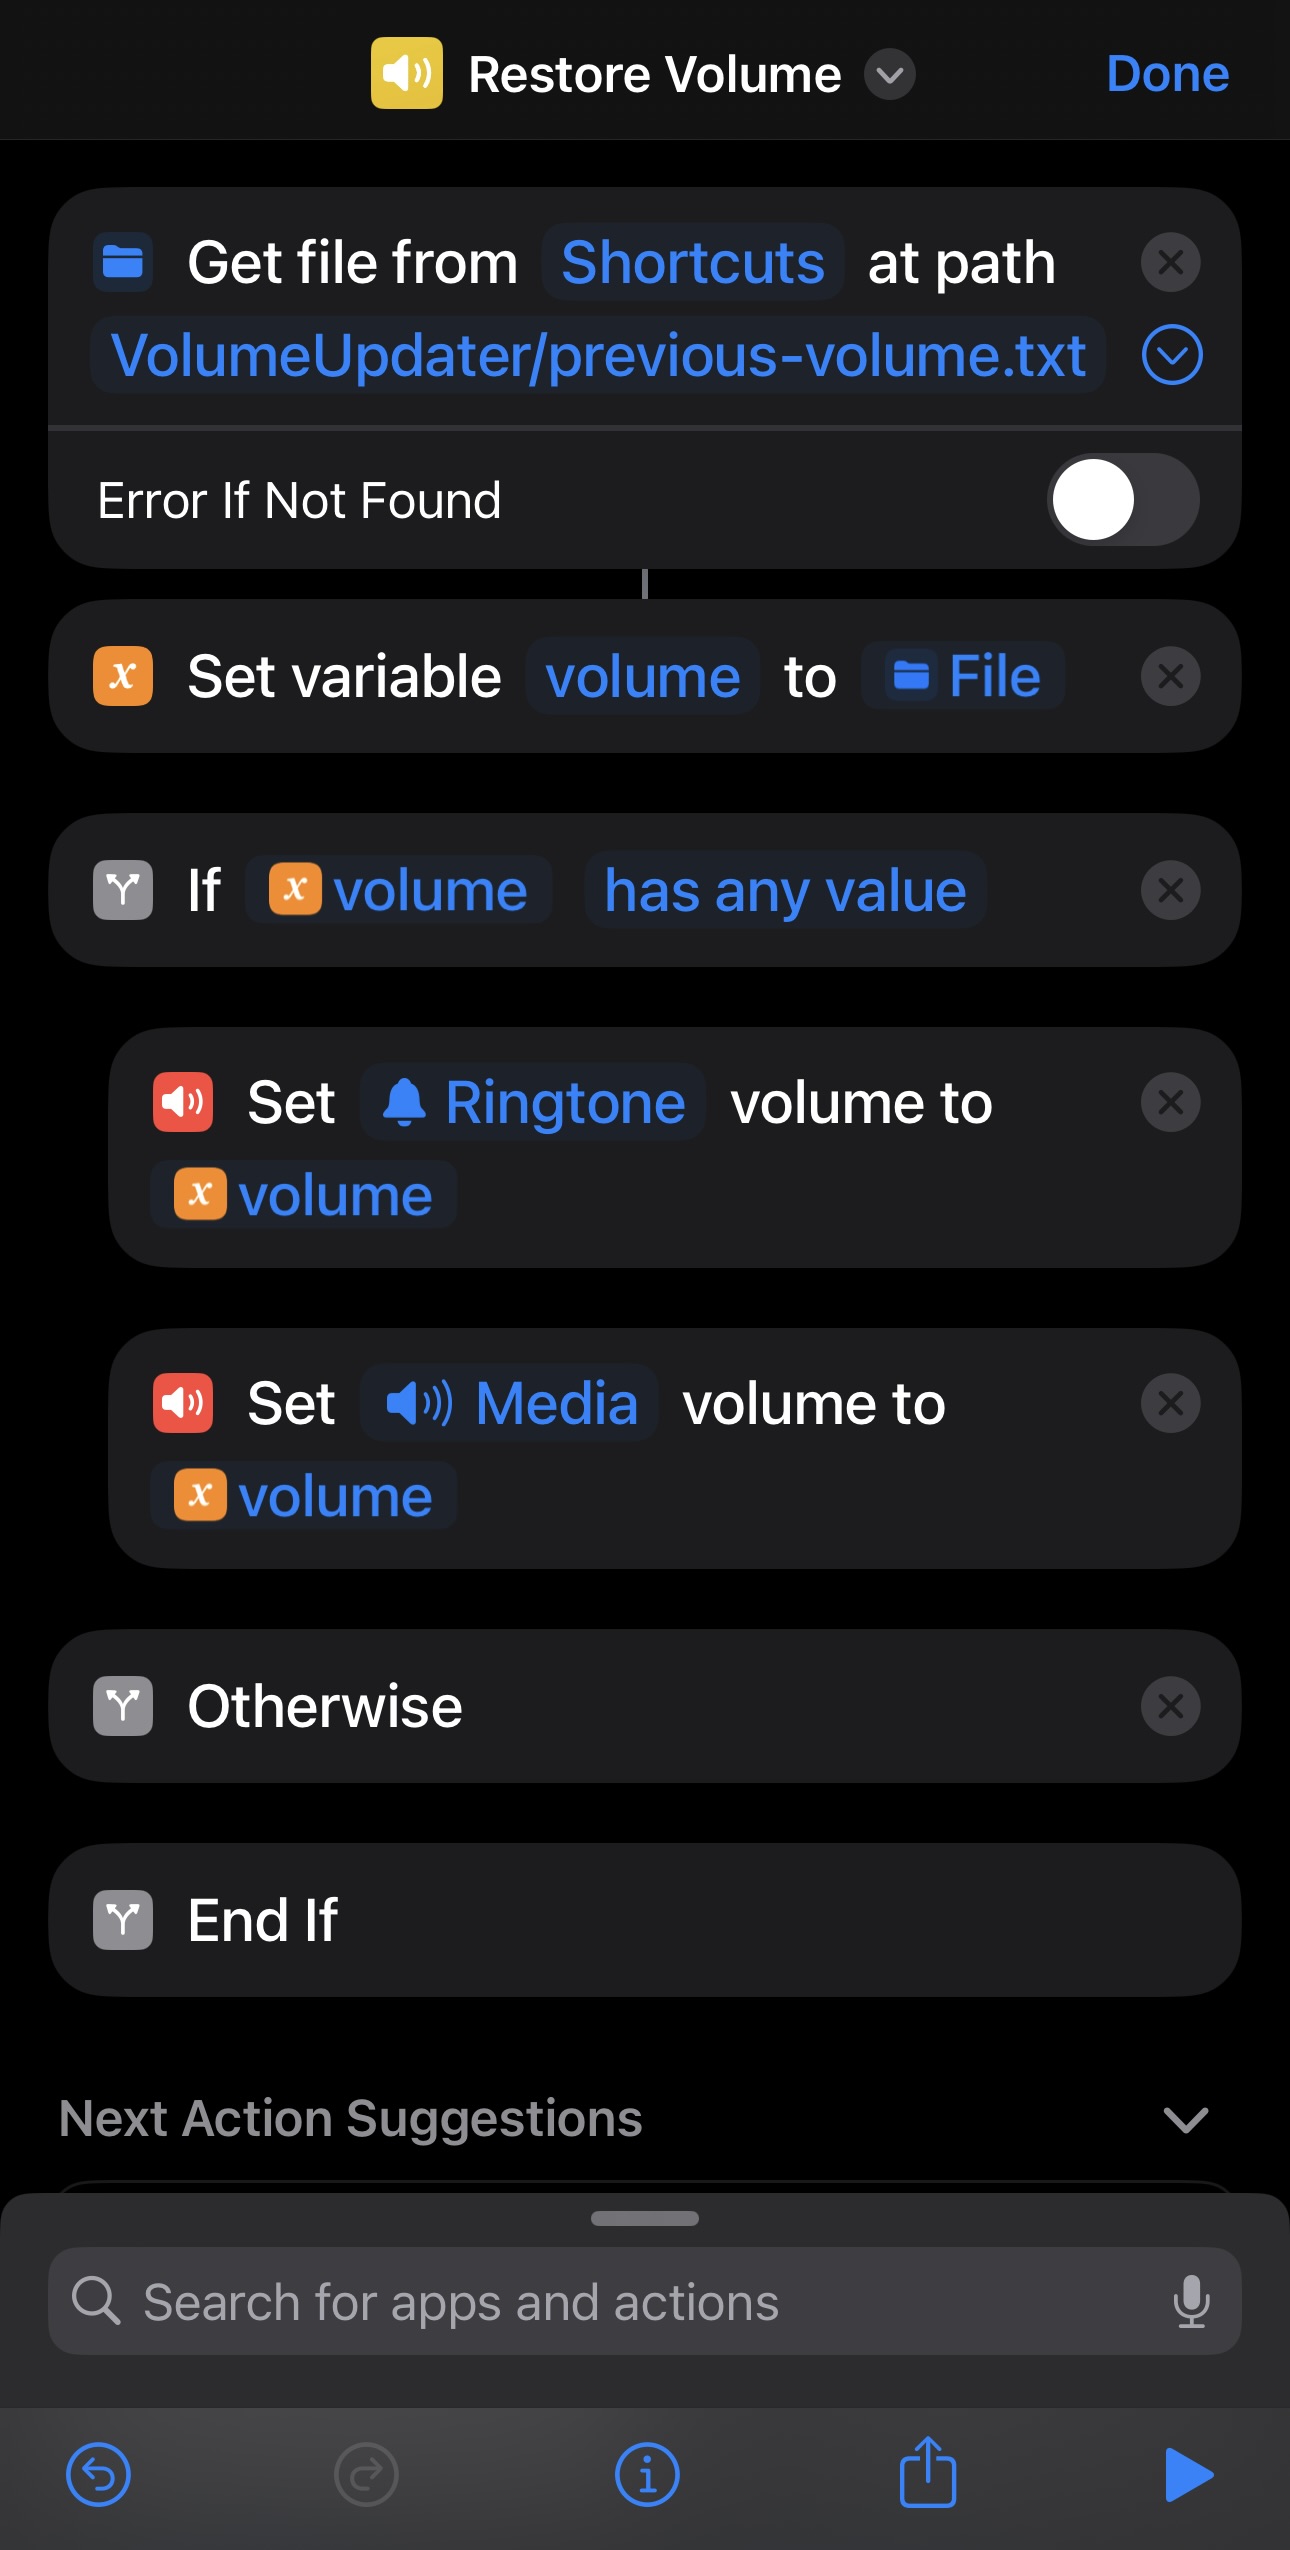 Restore Volume
Done
Get file from Shortcuts at path
VolumeUpdater/previous-volume.txt
Error If Not Found
Set variable volume to File
If volume has any value
Set Ringtone volume to
volume
Set Media volume to
volume
Otherwise
End If
Next Action Suggestions
Search for apps and actions